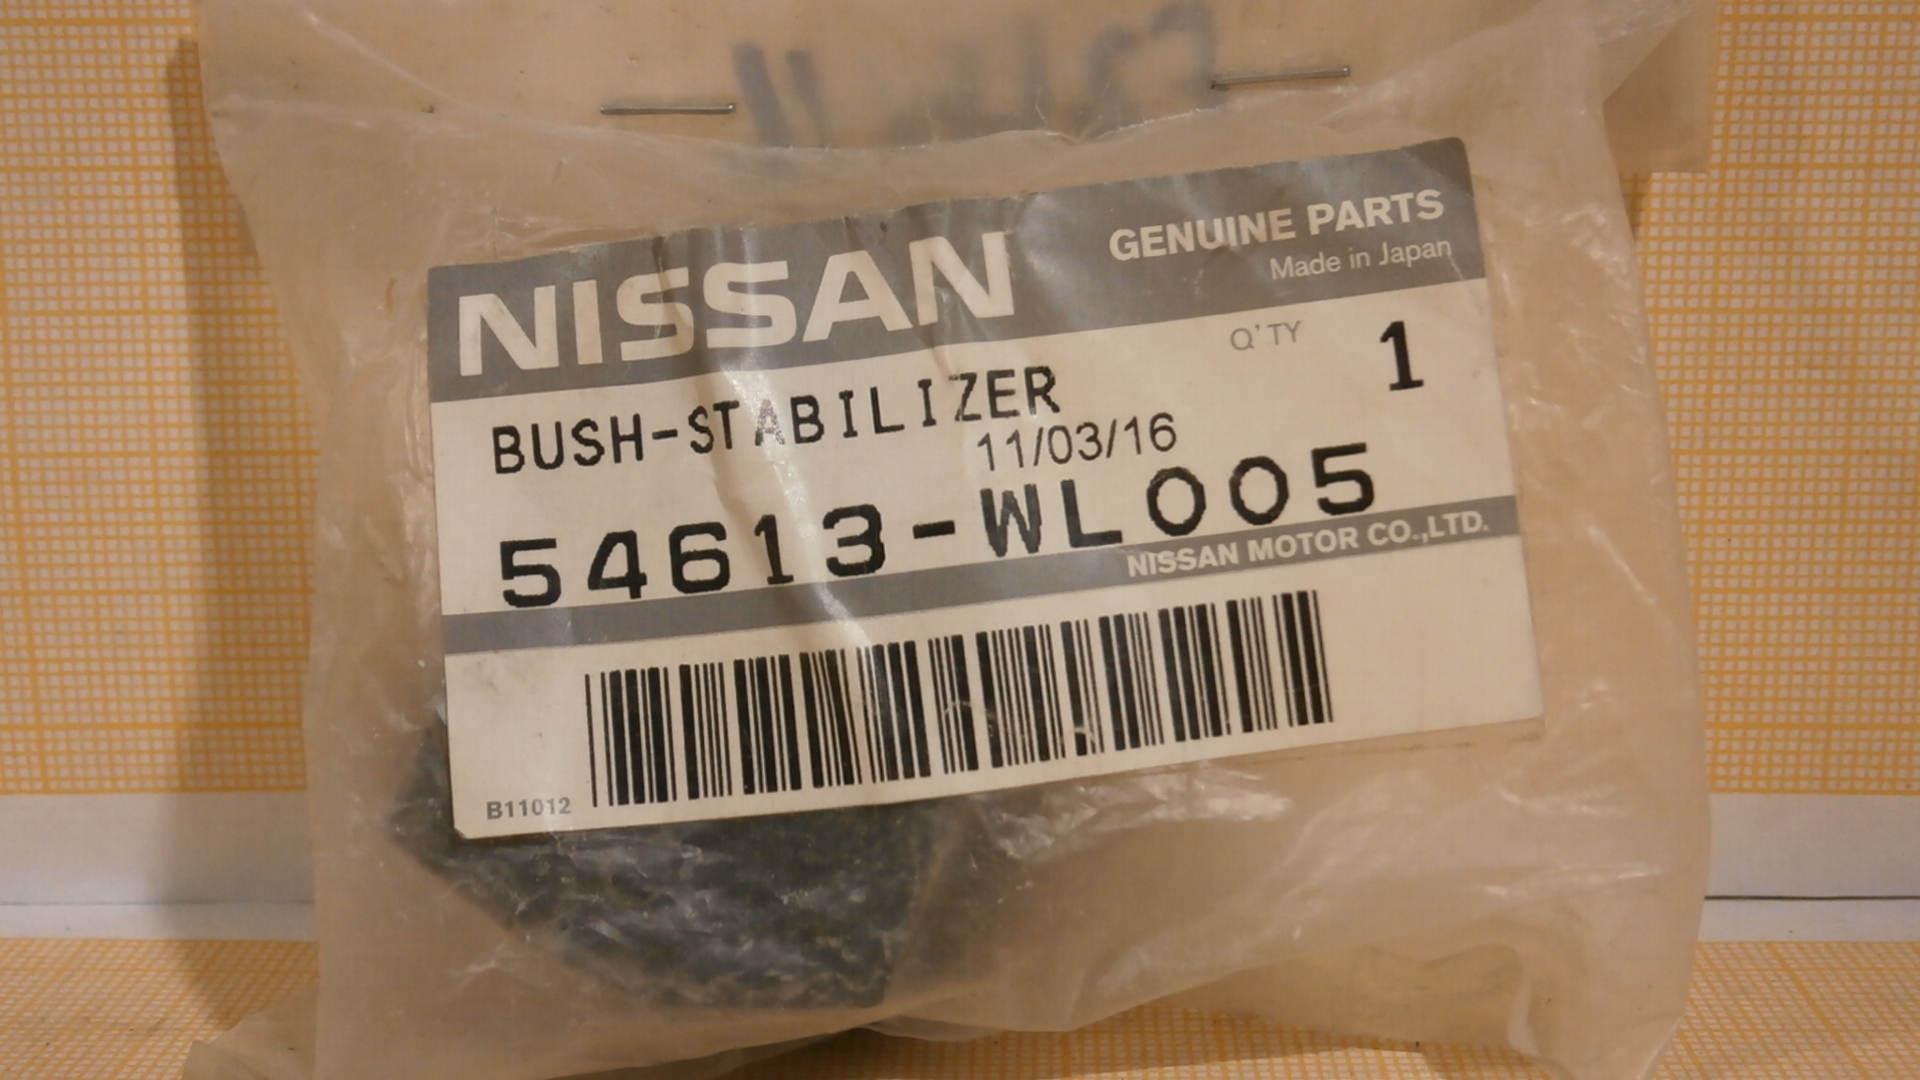 NISSAN
GENUINE PARTS
Made in Japan
Q'TY 1
BUSH-STABILIZER
11/03/16
54613-WL005
NISSAN MOTOR CO.,LTD.
B11012